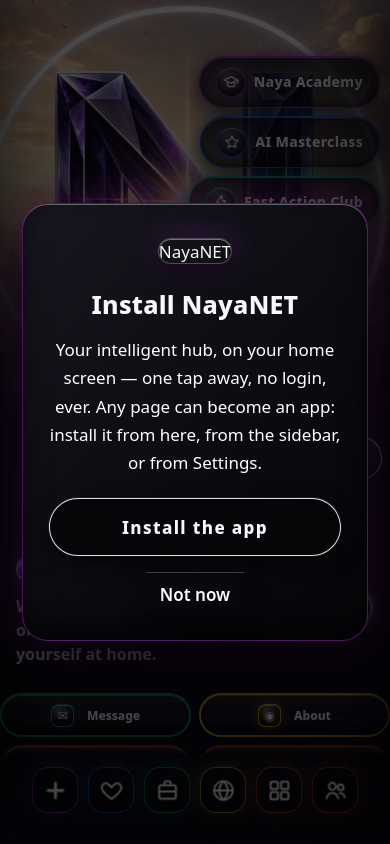 Naya Academy
AI Masterclass
Fast Action Club
NayaNET
Install NayaNET
Your intelligent hub, on your home
screen — one tap away, no login,
ever. Any page can become an app:
install it from here, from the sidebar,
or from Settings.
Install the app
Not now
yourself at home.
Message
About